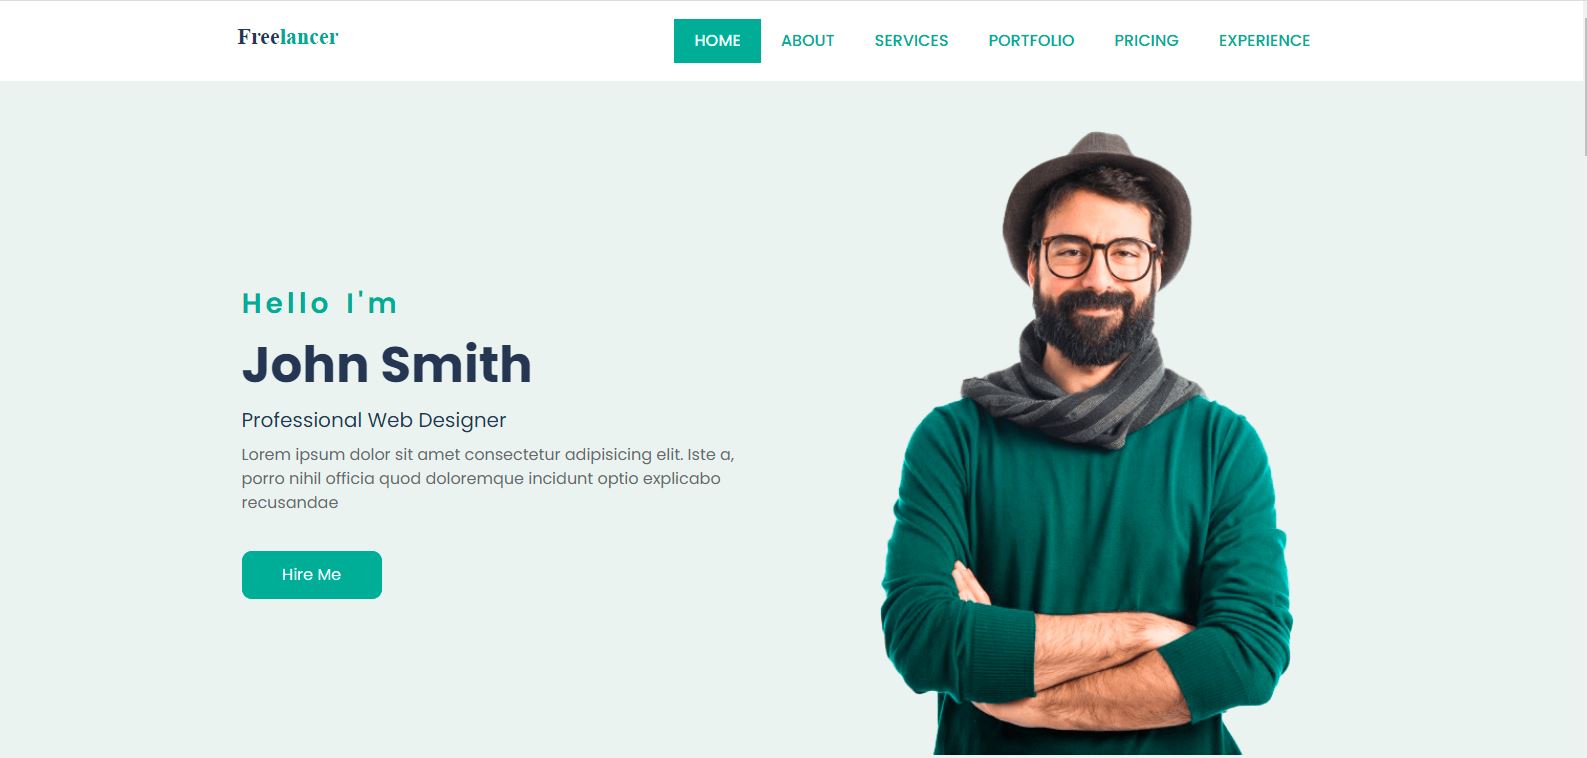 Freelancer
HOME ABOUT SERVICES PORTFOLIO PRICING EXPERIENCE
Hello I'm
John Smith
Professional Web Designer
Lorem ipsum dolor sit amet consectetur adipisicing elit. Iste a,
porro nihil officia quod doloremque incidunt optio explicabo
recusandae
Hire Me